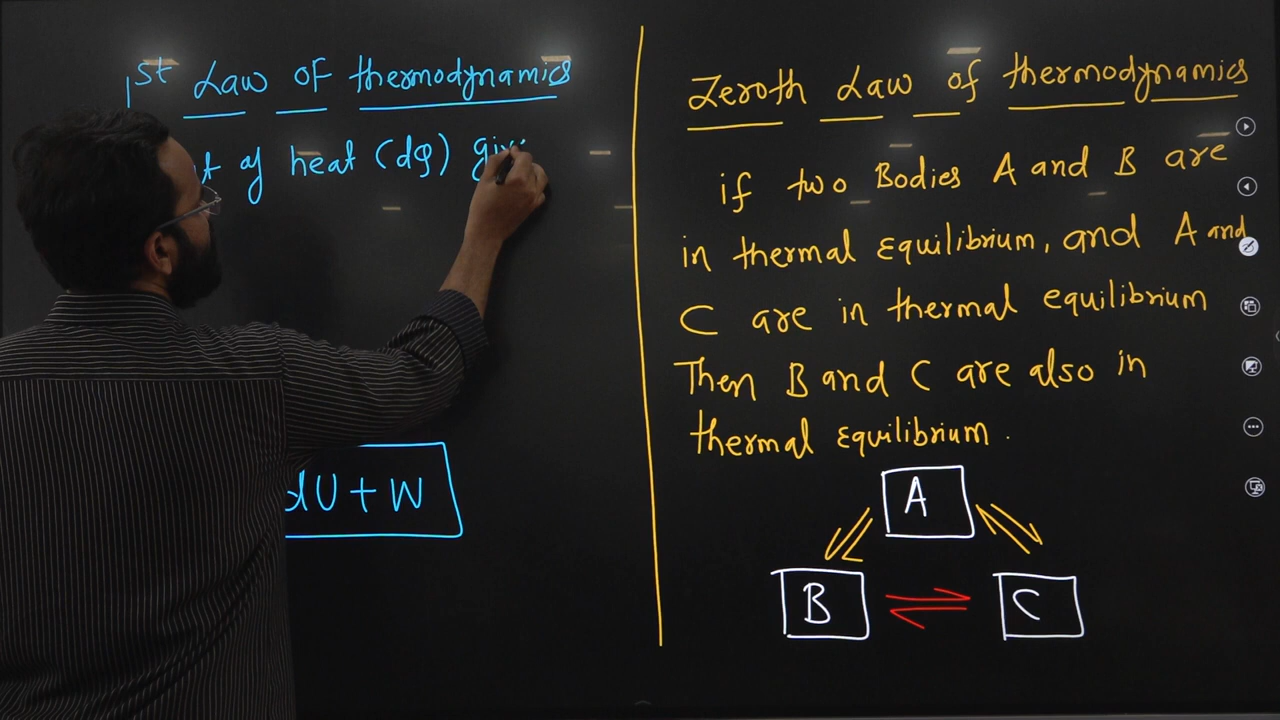 1st Law of thermodynamics
of heat (dQ)
dU + W
Zeroth Law of thermodynamics
if two Bodies A and B are
in thermal Equilibrium, and A and
C are in thermal equilibrium
Then B and C are also in
thermal Equilibrium.
A
B
C